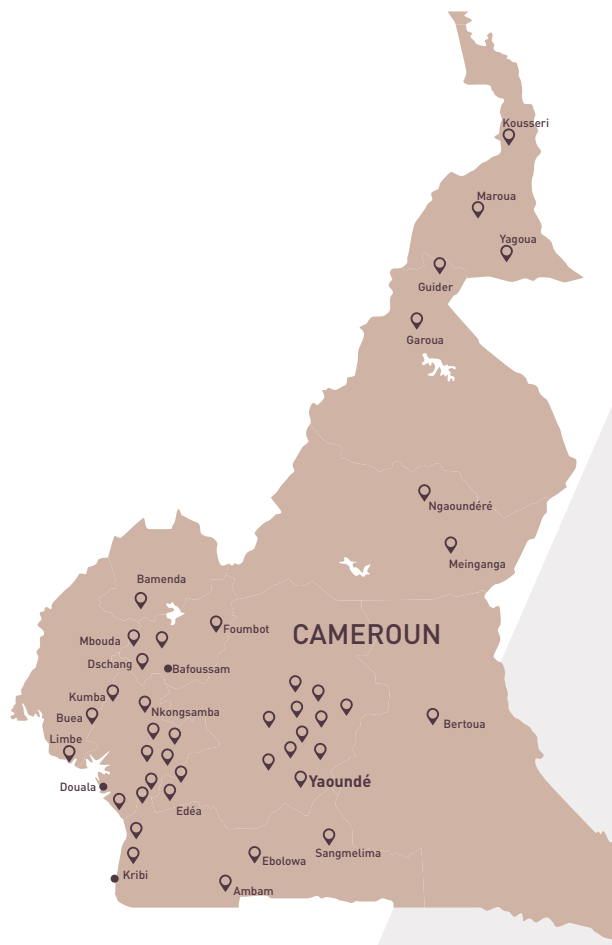 Kousseri
Maroua
Yagoua
Guider
Garoua
Ngaoundéré
Meinganga
Bamenda
Foumbot
CAMEROUN
Mbouda
Dschang
Bafoussam
Kumba
Nkongsamba
Buea
Bertoua
Limbe
Yaoundé
Douala
Edéa
Sangmelima
Ebolowa
Kribi
Ambam